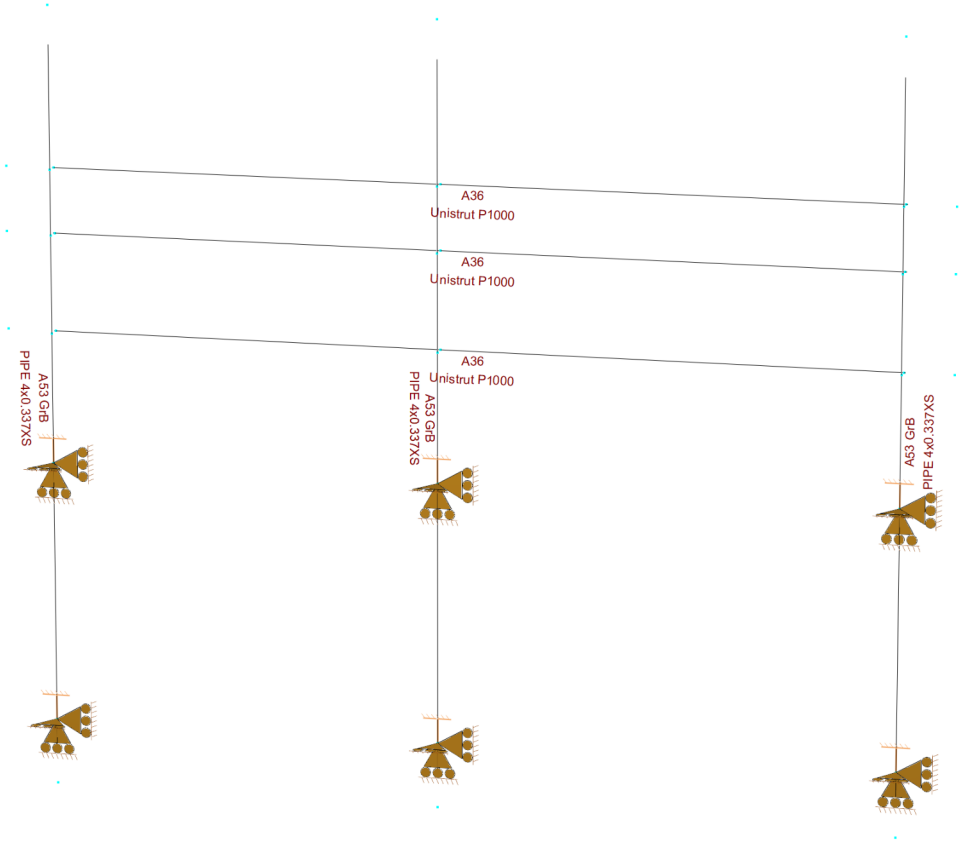 A36
Unistrut P1000
A36
Unistrut P1000
A36
Unistrut P1000
A53 GrB
PIPE 4x0.337XS
A53 GrB
PIPE 4x0.337XS
A53 GrB
PIPE 4x0.337XS